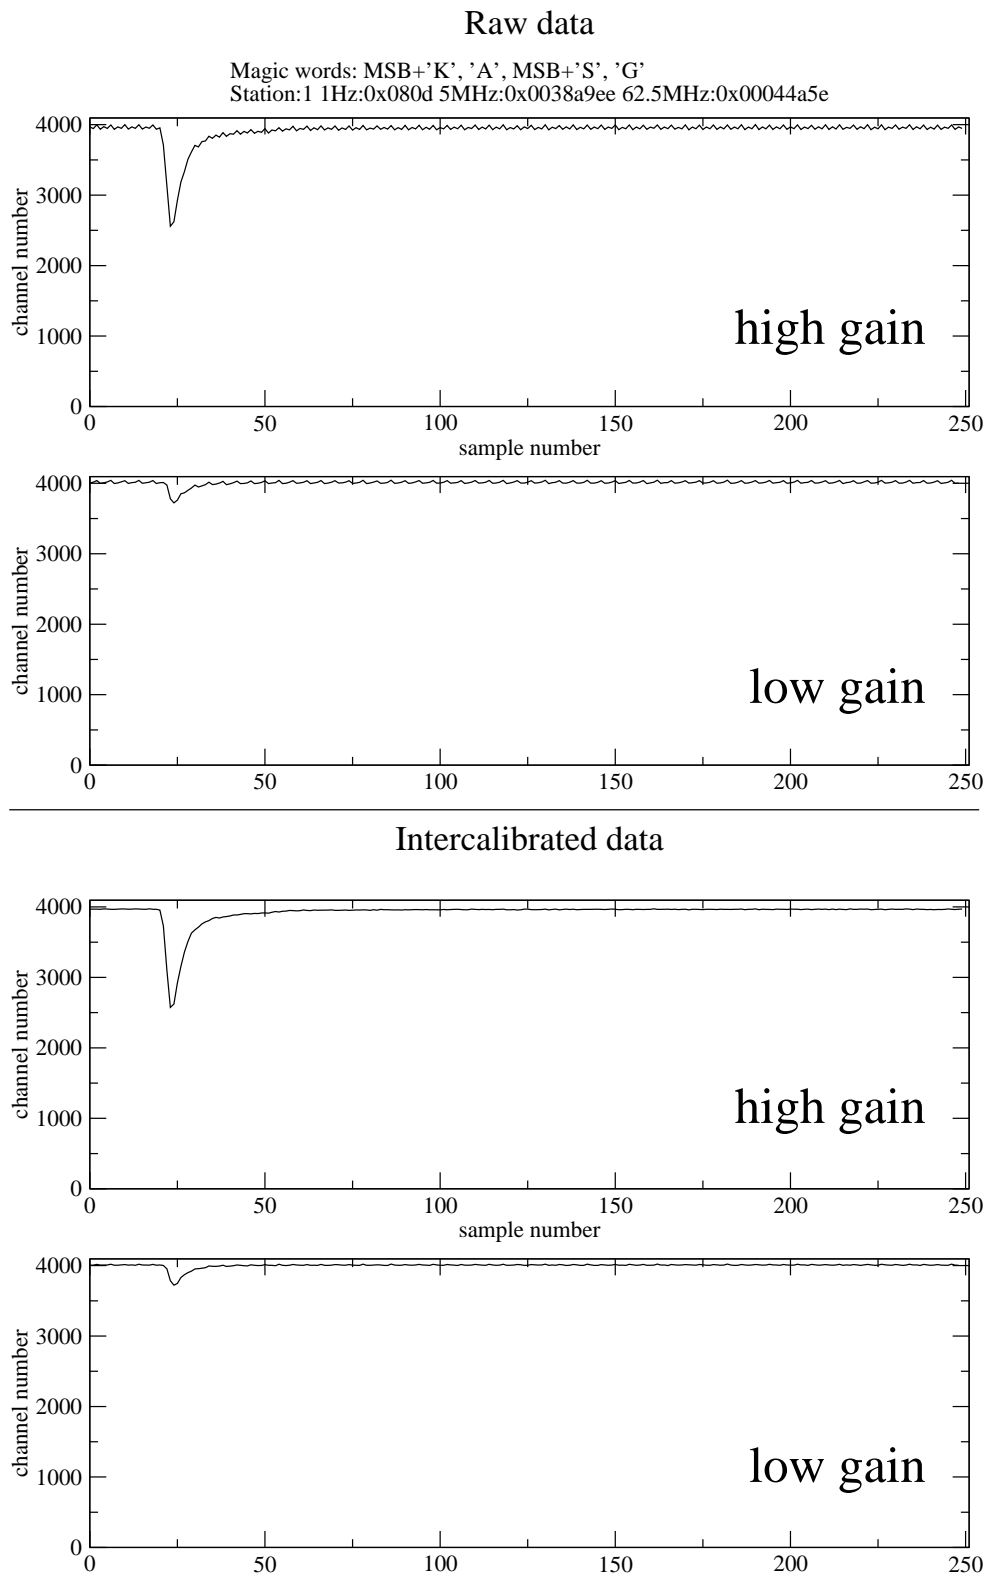 Raw data
Magic words: MSB+’K’, ’A’, MSB+’S’, ’G’
Station:1 1Hz:0x080d 5MHz:0x0038a9ee 62.5MHz:0x00044a5e
4000
3000
2000
1000
0
channel number
high gain
0 50 100 150 200 250
sample number
4000
3000
2000
1000
0
channel number
low gain
0 50 100 150 200 250
Intercalibrated data
4000
3000
2000
1000
0
channel number
high gain
0 50 100 150 200 250
sample number
4000
3000
2000
1000
0
channel number
low gain
0 50 100 150 200 250